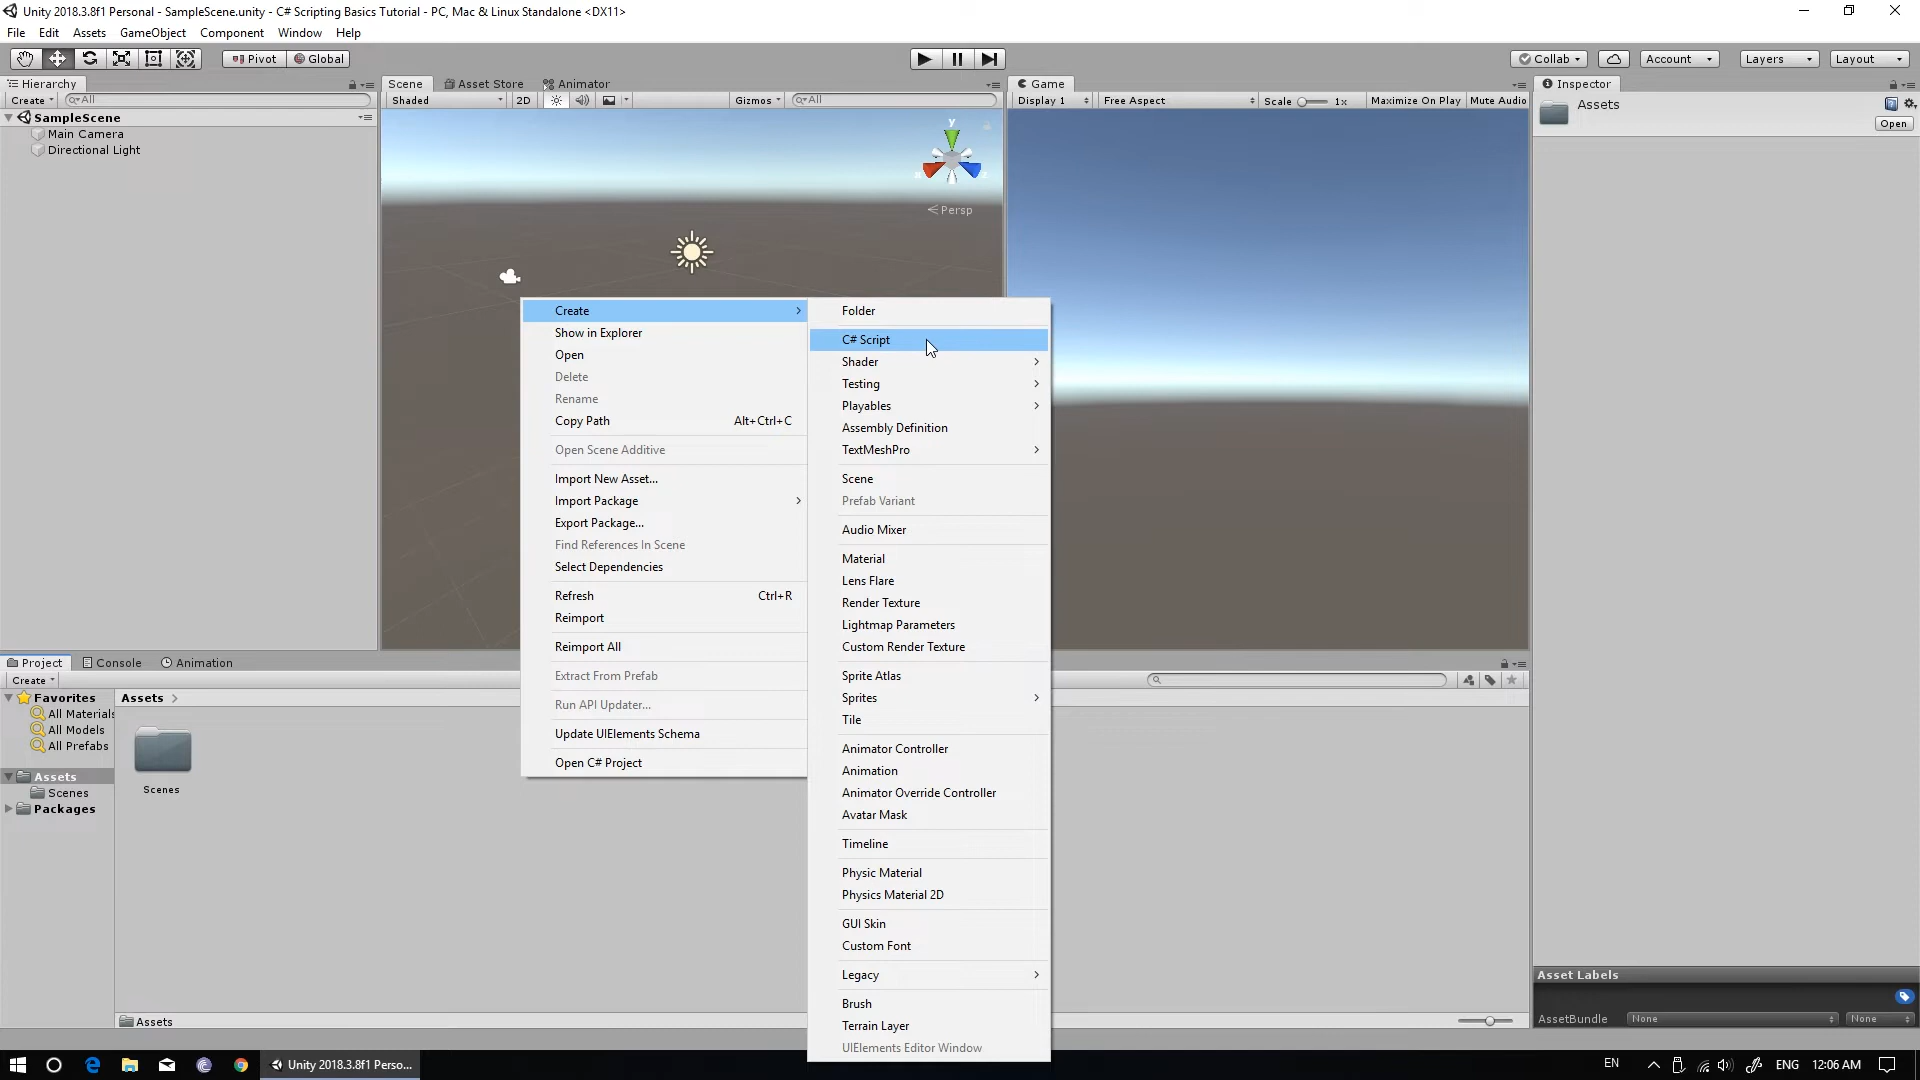 Unity 2018.3.8f1 Personal - SampleScene.unity - C# Scripting Basics Tutorial - PC, Mac & Linux Standalone <DX11>
File Edit Assets GameObject Component Window Help
Pivot Global Collab Account Layers Layout
Hierarchy
Create All
SampleScene
Main Camera
Directional Light
Scene Asset Store Animator
Shaded 2D Gizmos All
y
x z
Persp
Game
Display 1 Free Aspect Scale 1x Maximize On Play Mute Audio
Inspector
Assets
Open
Create
Show in Explorer
Open
Delete
Rename
Copy Path Alt+Ctrl+C
Open Scene Additive
Import New Asset...
Import Package
Export Package...
Find References In Scene
Select Dependencies
Refresh Ctrl+R
Reimport
Reimport All
Extract From Prefab
Run API Updater...
Update UIElements Schema
Open C# Project
Folder
C# Script
Shader
Testing
Playables
Assembly Definition
TextMeshPro
Scene
Prefab Variant
Audio Mixer
Material
Lens Flare
Render Texture
Lightmap Parameters
Custom Render Texture
Sprite Atlas
Sprites
Tile
Animator Controller
Animation
Animator Override Controller
Avatar Mask
Timeline
Physic Material
Physics Material 2D
GUI Skin
Custom Font
Legacy
Brush
Terrain Layer
UIElements Editor Window
Project Console Animation
Create
Favorites
All Materials
All Models
All Prefabs
Assets
Scenes
Packages
Assets
Scenes
Assets
Asset Labels
AssetBundle None None
Unity 2018.3.8f1 Perso...
EN
ENG 12:06 AM